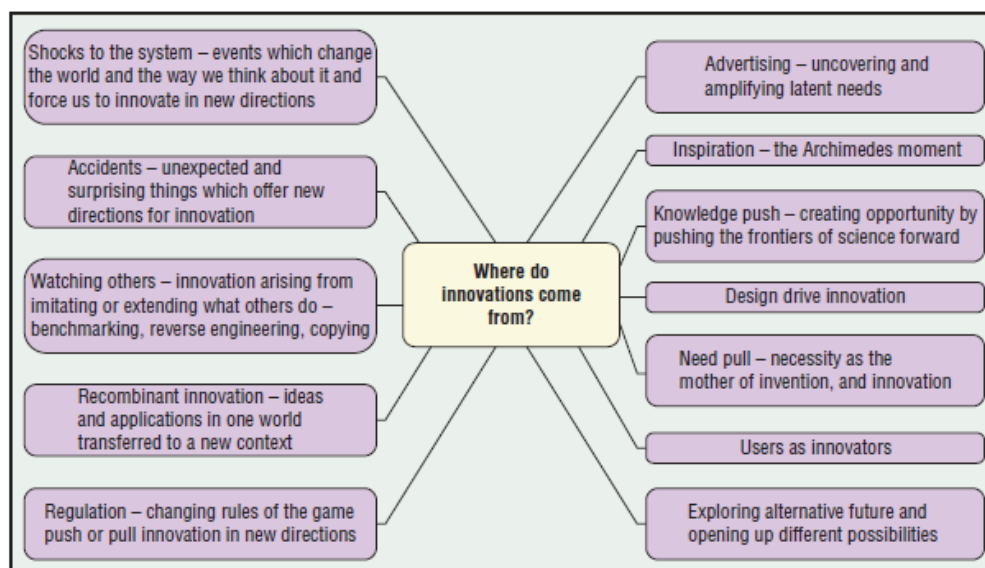 Shocks to the system – events which change
the world and the way we think about it and
force us to innovate in new directions
Accidents – unexpected and
surprising things which offer new
directions for innovation
Watching others – innovation arising from
imitating or extending what others do –
benchmarking, reverse engineering, copying
Recombinant innovation – ideas
and applications in one world
transferred to a new context
Regulation – changing rules of the game
push or pull innovation in new directions
Where do
innovations come
from?
Advertising – uncovering and
amplifying latent needs
Inspiration – the Archimedes moment
Knowledge push – creating opportunity by
pushing the frontiers of science forward
Design drive innovation
Need pull – necessity as the
mother of invention, and innovation
Users as innovators
Exploring alternative future and
opening up different possibilities